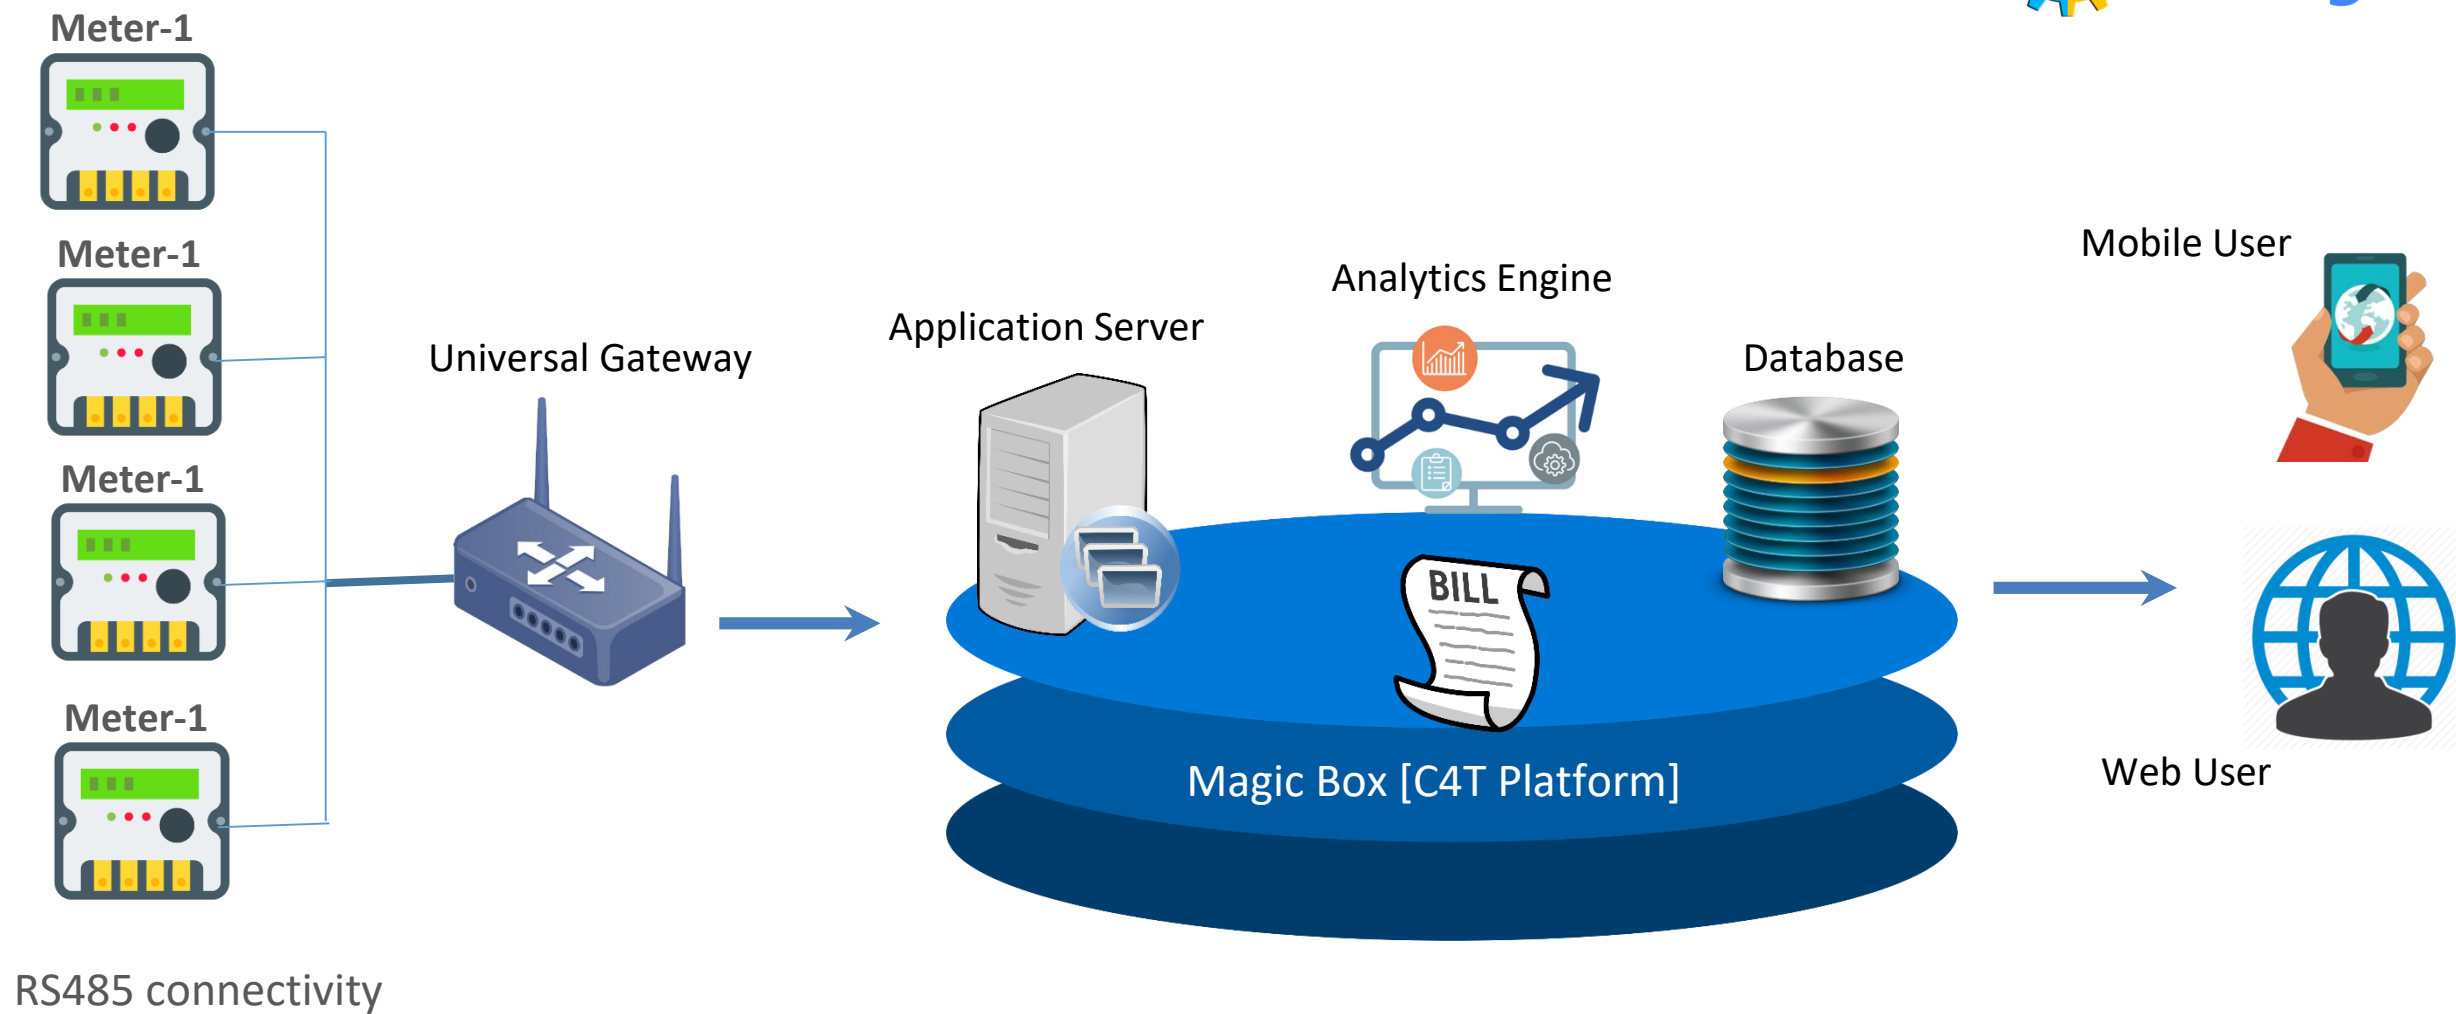 Meter-1
Meter-1
Meter-1
Meter-1
RS485 connectivity
Universal Gateway
Application Server
Analytics Engine
Database
BILL
Magic Box [C4T Platform]
Mobile User
Web User